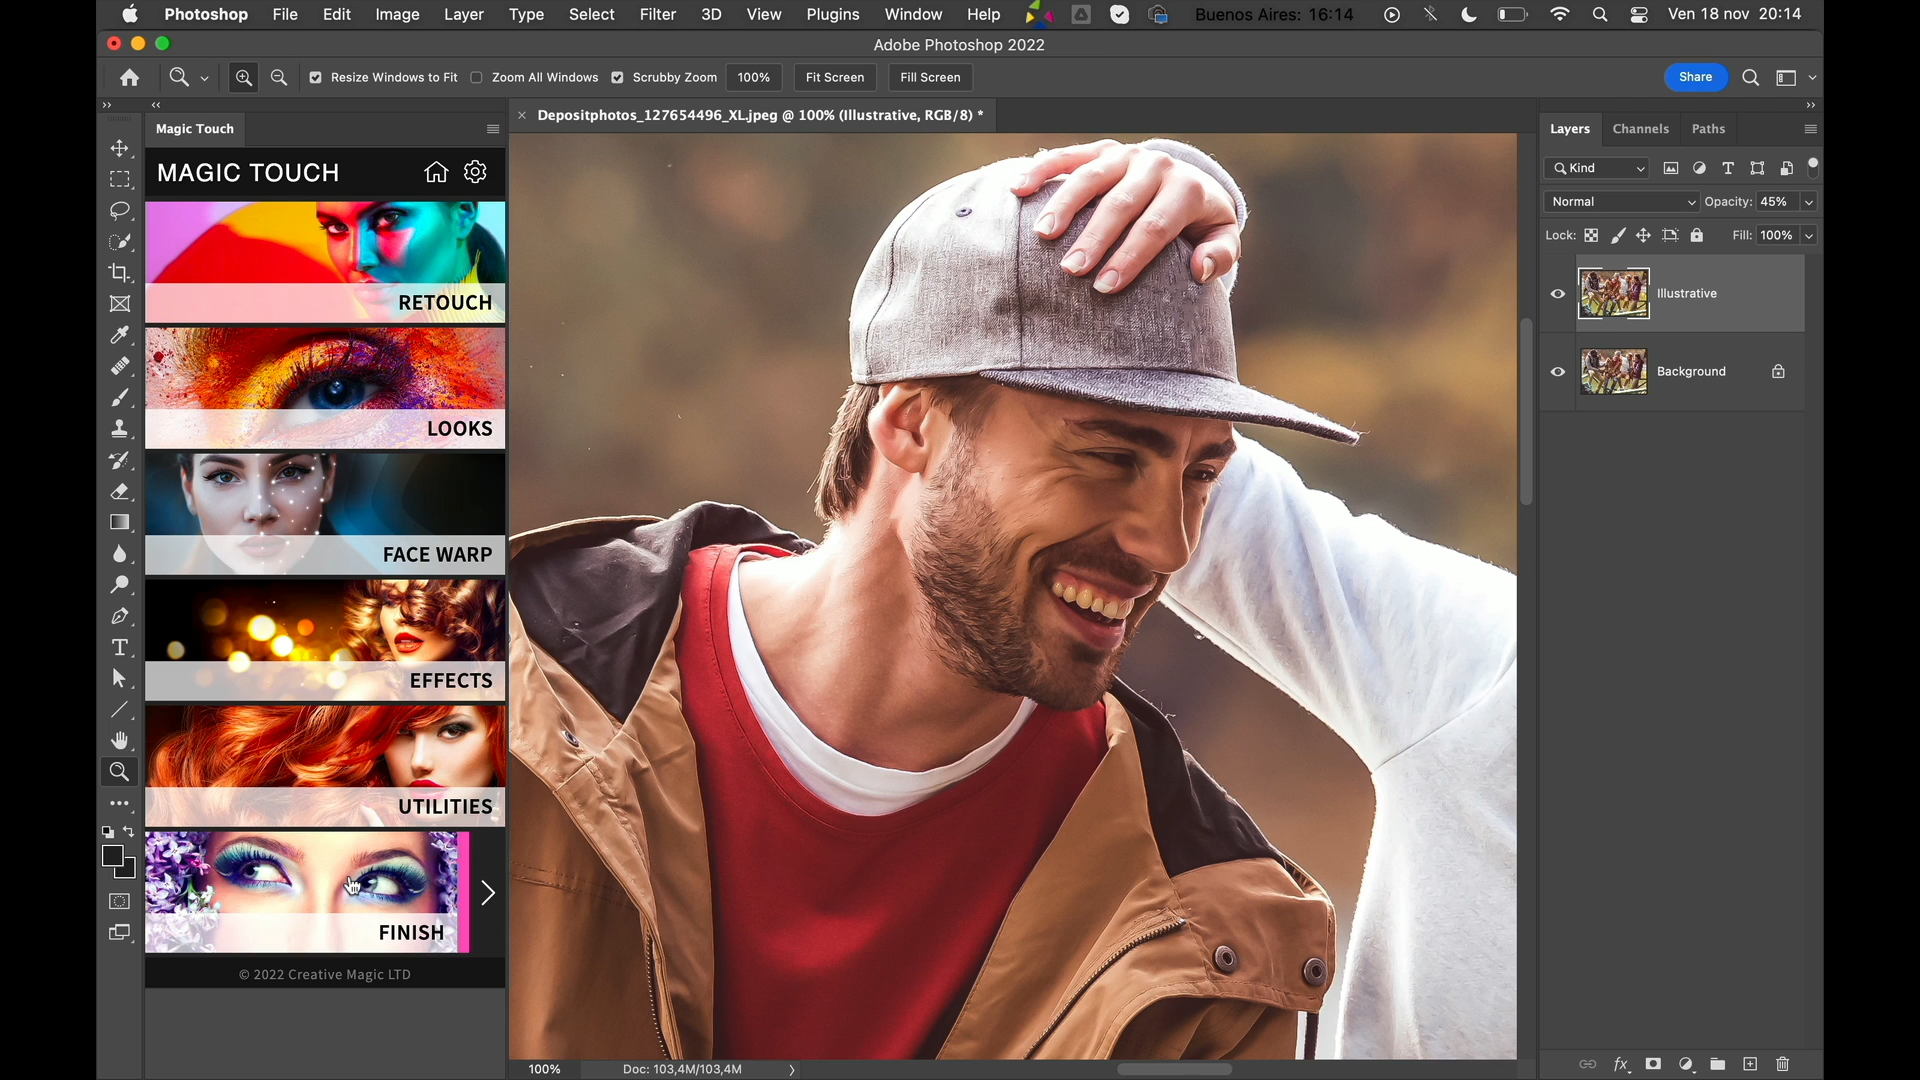 Photoshop File Edit Image Layer Type Select Filter 3D View Plugins Window Help Buenos Aires: 16:14 Ven 18 nov 20:14
Adobe Photoshop 2022
Resize Windows to Fit Zoom All Windows Scrubby Zoom 100% Fit Screen Fill Screen Share
Magic Touch
Depositphotos_127654496_XL.jpeg @ 100% (Illustrative, RGB/8) *
Layers Channels Paths
MAGIC TOUCH
Kind
Normal Opacity: 45%
Lock: Fill: 100%
RETOUCH
Illustrative
Background
LOOKS
FACE WARP
EFFECTS
UTILITIES
FINISH
© 2022 Creative Magic LTD
100% Doc: 103,4M/103,4M
fx